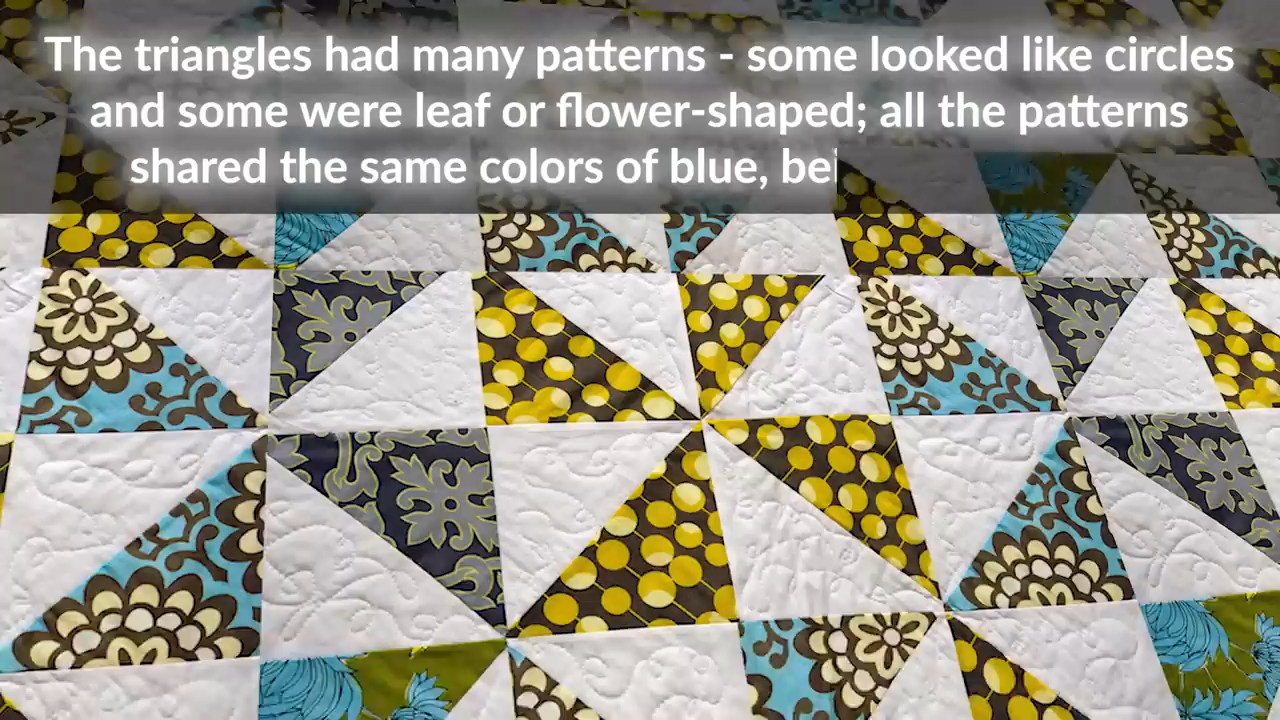 The triangles had many patterns - some looked like circles
and some were leaf or flower-shaped; all the patterns
shared the same colors of blue, bei